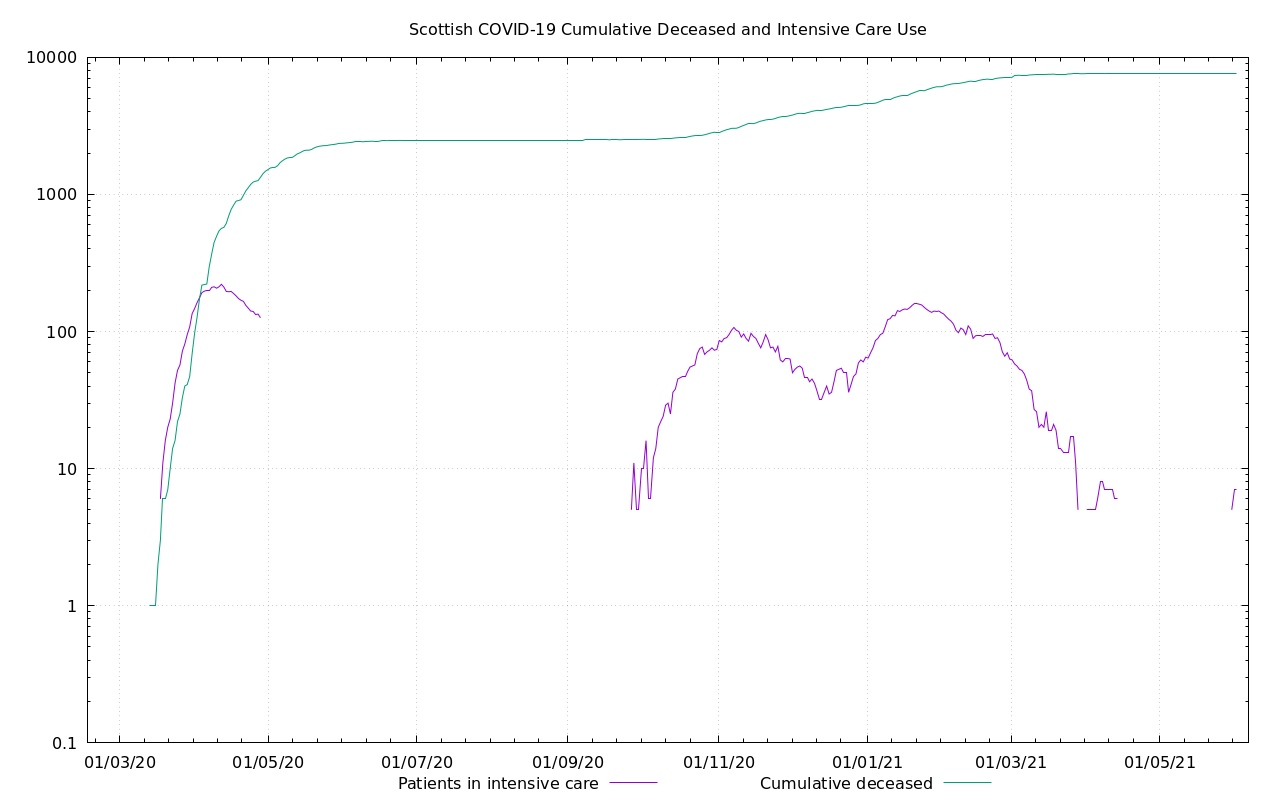 Scottish COVID-19 Cumulative Deceased and Intensive Care Use
10000
1000
100
10
1
0.1
01/03/20 01/05/20 01/07/20 01/09/20 01/11/20 01/01/21 01/03/21 01/05/21
Patients in intensive care Cumulative deceased